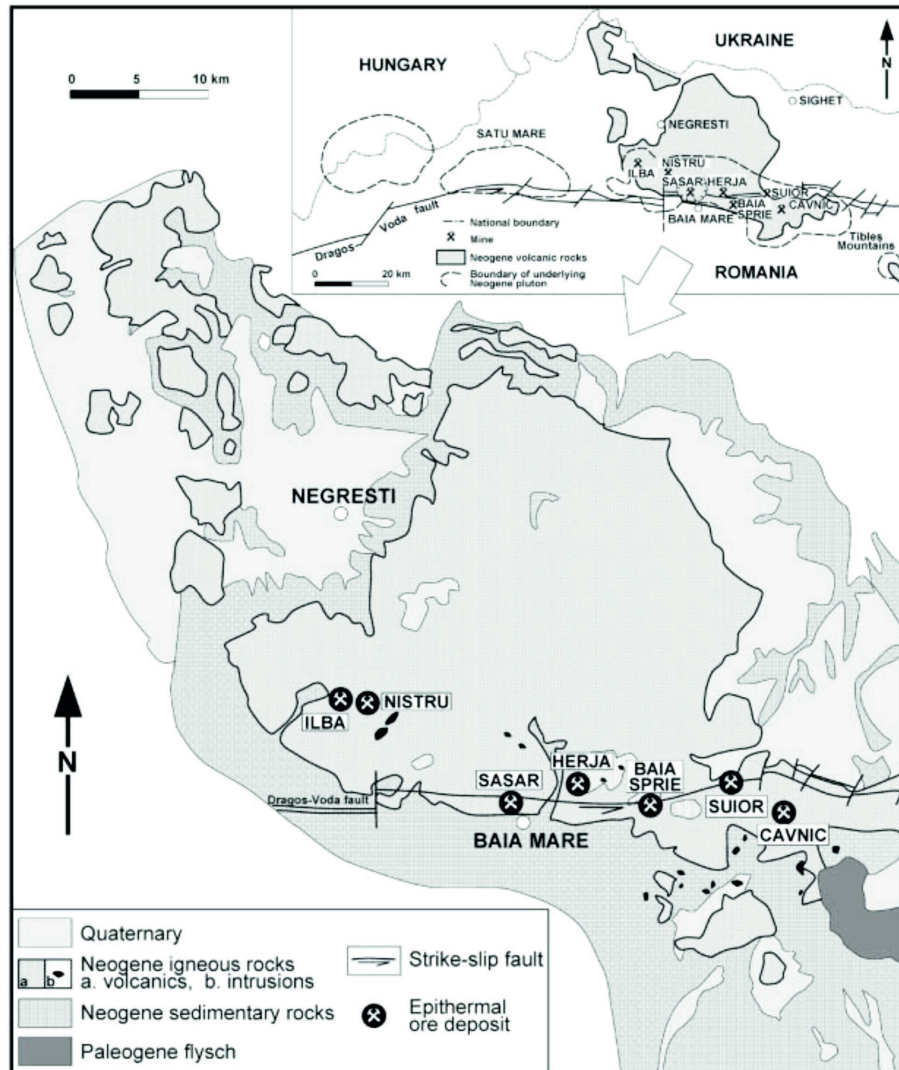 0 5 10 km
HUNGARY
UKRAINE
N
SIGHET
NEGRESTI
SATU MARE
ILBA
NISTRU
SASAR
HERJA
SUIOR
BAIA MARE
BAIA
SPRIE
CAVNIC
Dragos-
Voda fault
Tibles
Mountains
National boundary
Mine
Neogene volcanic rocks
Boundary of underlying
Neogene pluton
0 20 km
ROMANIA
NEGRESTI
ILBA
NISTRU
N
HERJA
BAIA
SPRIE
SASAR
SUIOR
Dragos-Voda fault
BAIA MARE
CAVNIC
Quaternary
a b
Neogene igneous rocks
a. volcanics, b. intrusions
Neogene sedimentary rocks
Paleogene flysch
Strike-slip fault
Epithermal
ore deposit